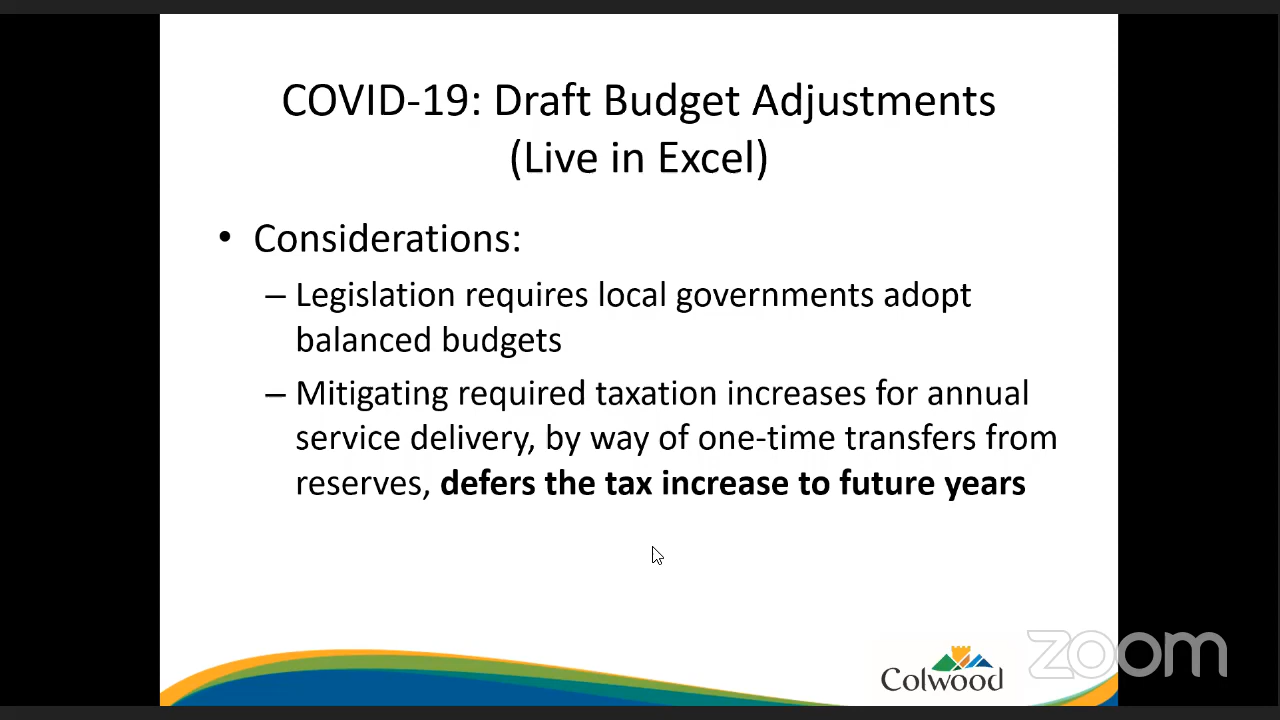 COVID-19: Draft Budget Adjustments
(Live in Excel)
• Considerations:
– Legislation requires local governments adopt
balanced budgets
– Mitigating required taxation increases for annual
service delivery, by way of one-time transfers from
reserves, defers the tax increase to future years
Colwood
zoom